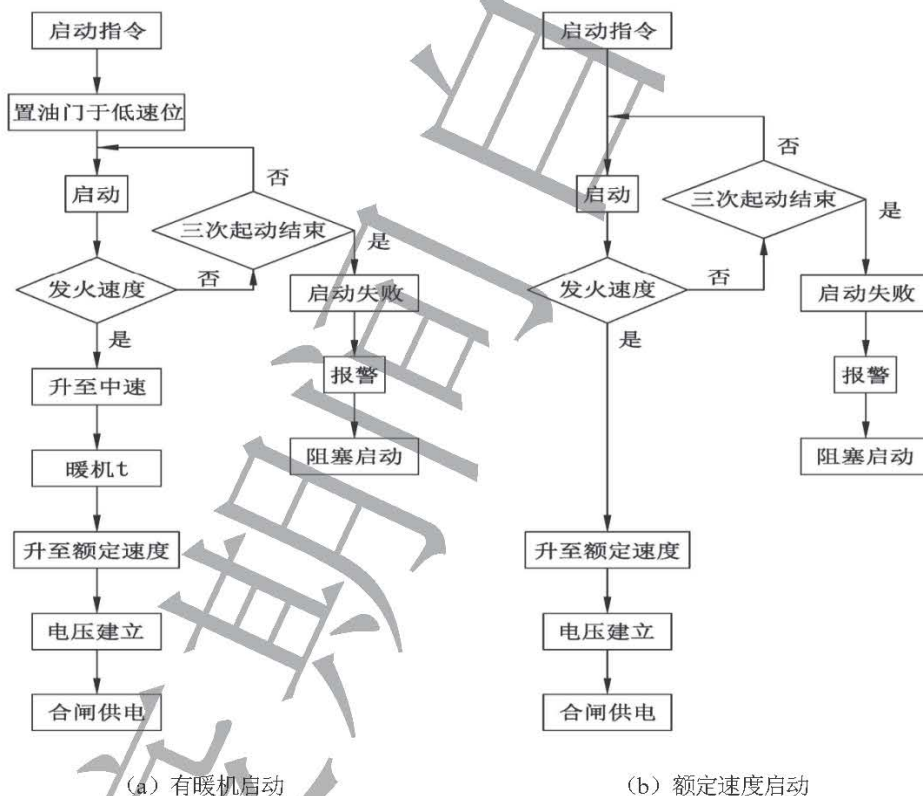 启动指令
置油门于低速位
启动
否
三次起动结束
是
发火速度
否
启动失败
是
报警
升至中速
阻塞启动
暖机t
升至额定速度
电压建立
合闸供电
(a) 有暖机启动
启动指令
否
启动
三次起动结束
是
发火速度
否
启动失败
是
报警
阻塞启动
升至额定速度
电压建立
合闸供电
(b) 额定速度启动